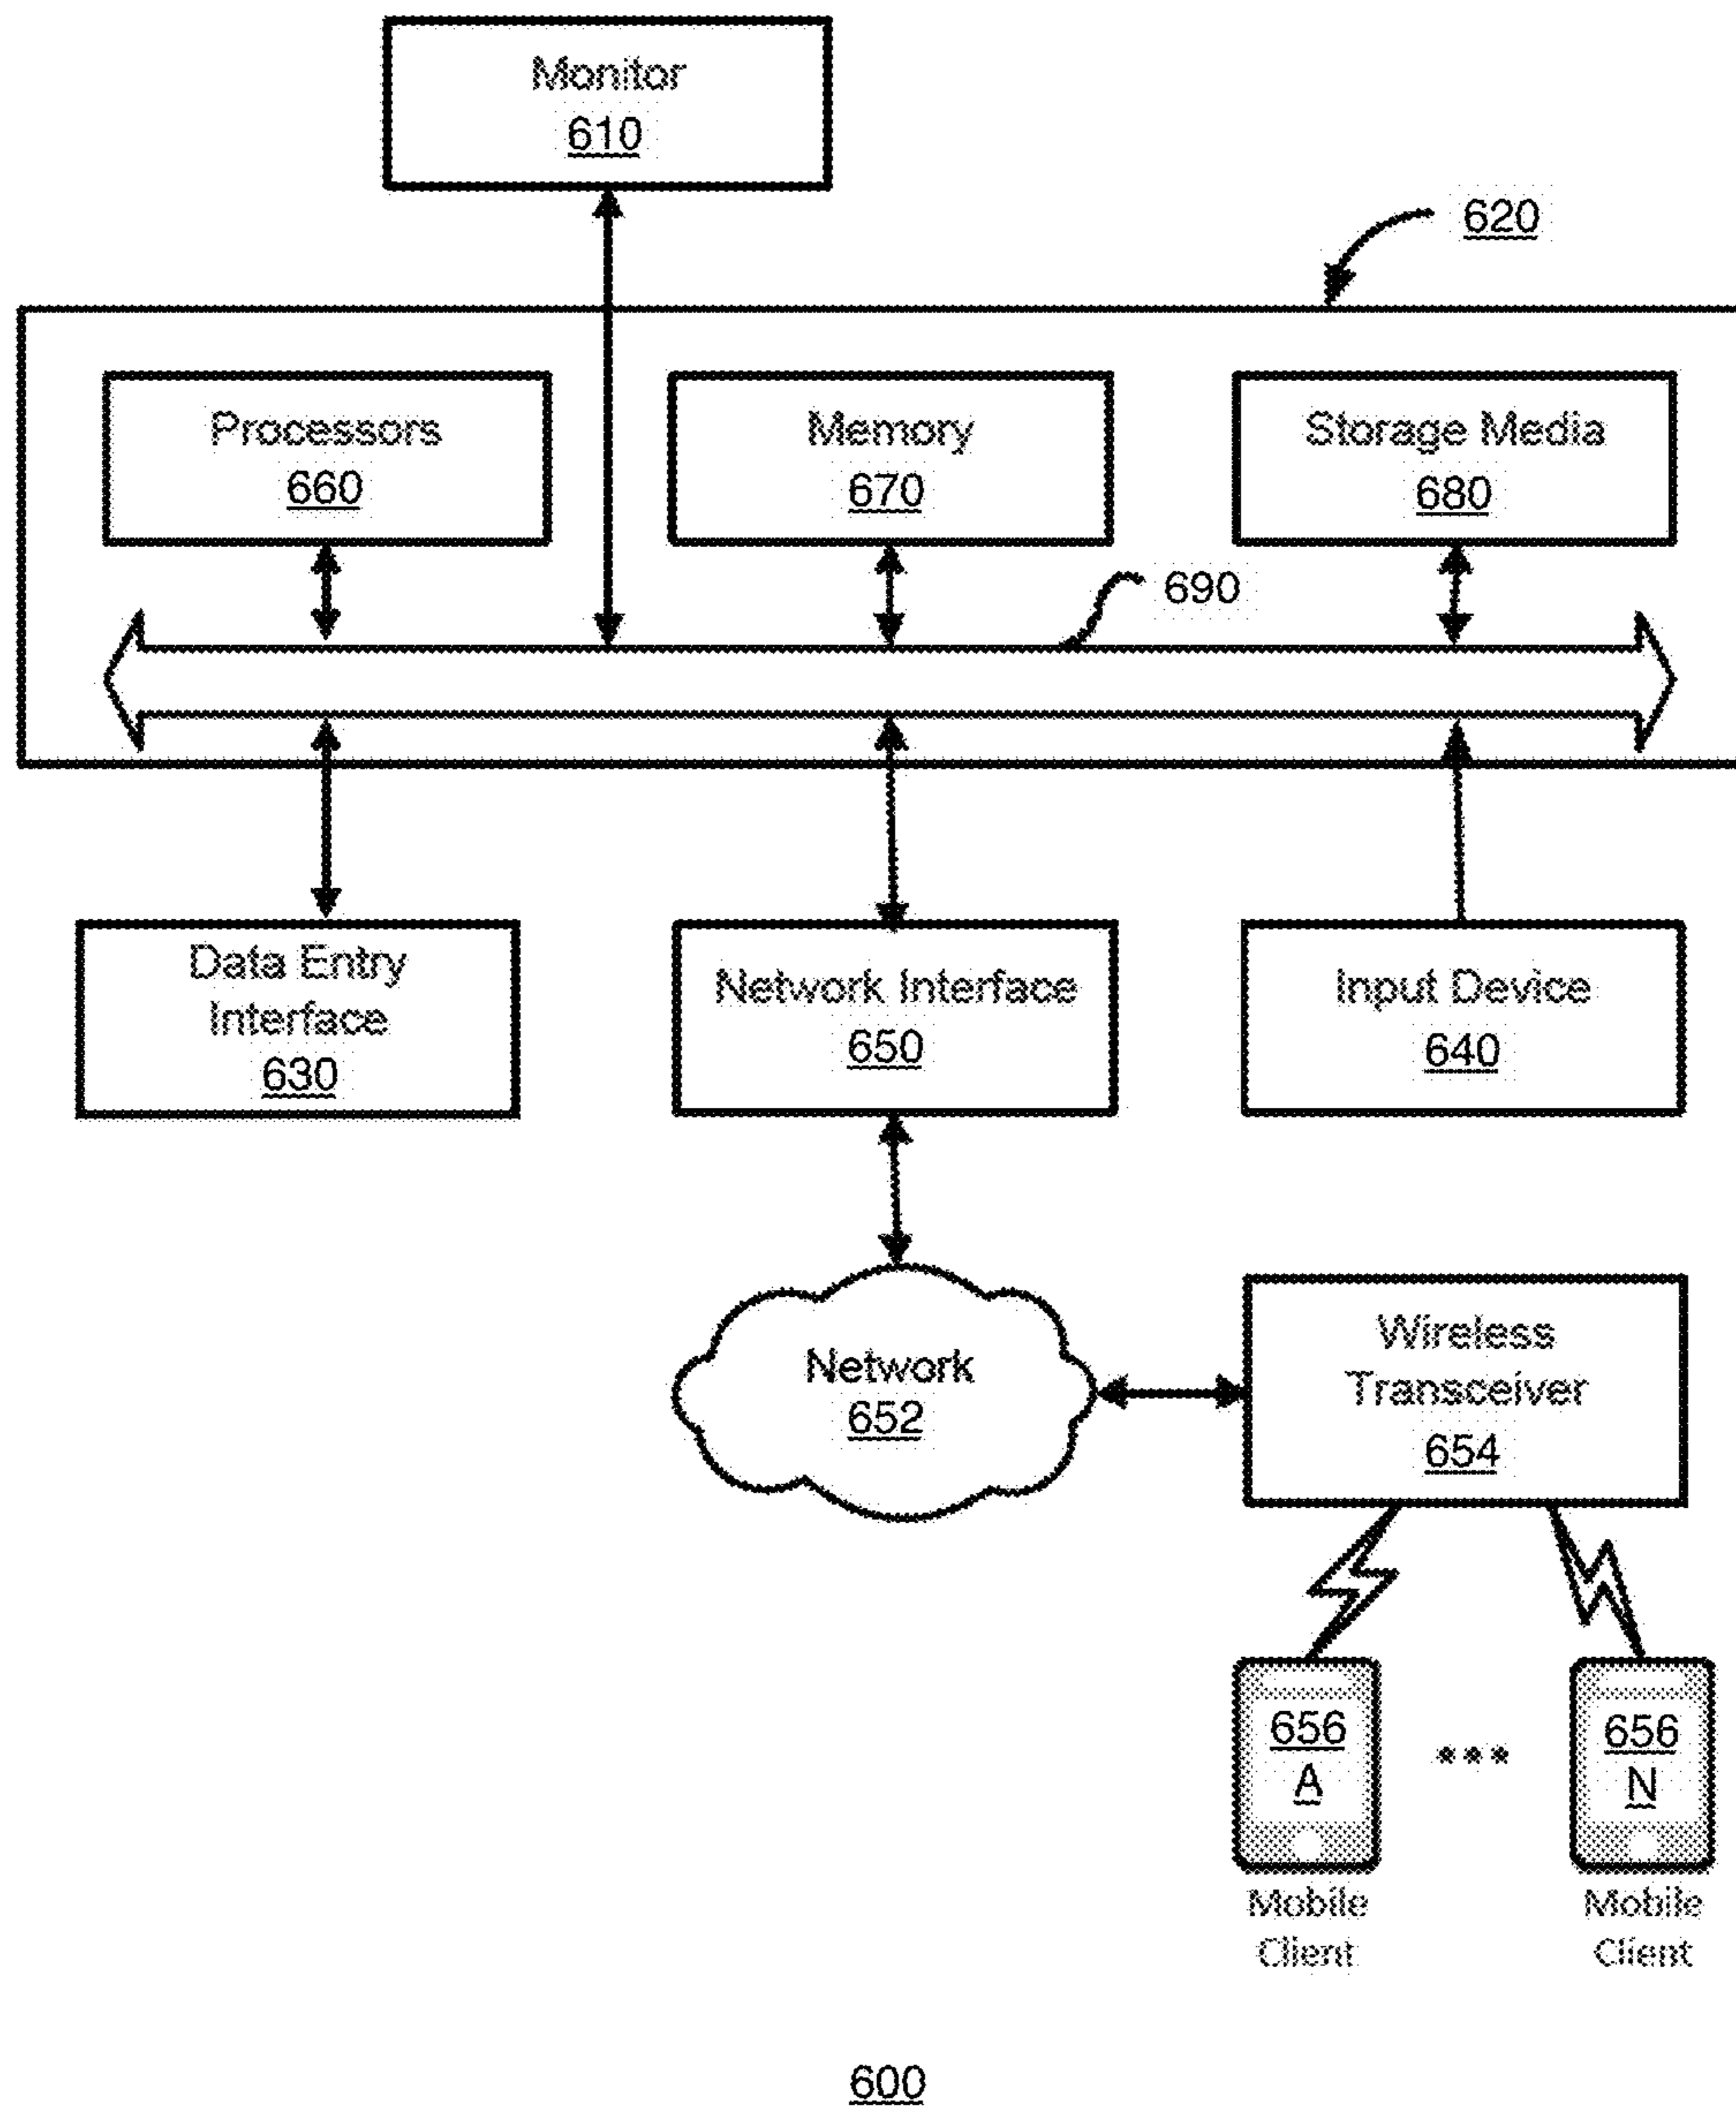 Monitor
610
620
Processors
660
Memory
670
Storage Media
680
690
Data Entry
Interface
630
Network Interface
650
Input Device
640
Network
652
Wireless
Transceiver
654
656
A
656
N
Mobile
Client
Mobile
Client
600